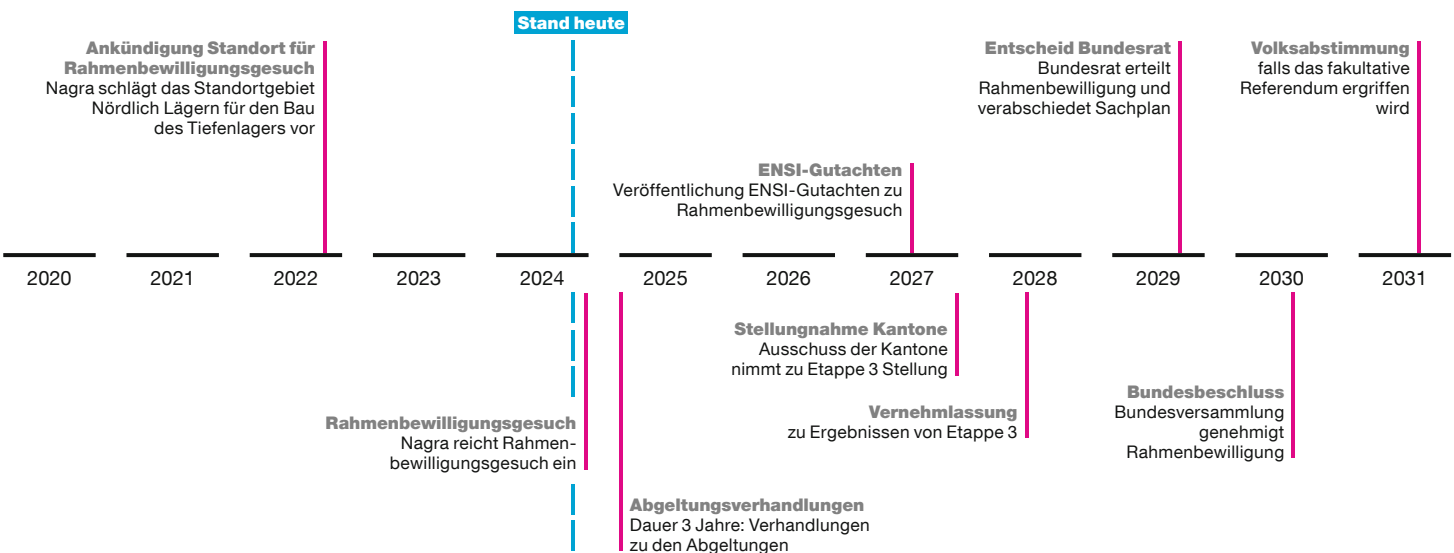 Stand heute
Ankündigung Standort für
Rahmenbewilligungsgesuch
Nagra schlägt das Standortgebiet
Nördlich Lägern für den Bau
des Tiefenlagers vor
Entscheid Bundesrat
Bundesrat erteilt
Rahmenbewilligung und
verabschiedet Sachplan
Volksabstimmung
falls das fakultative
Referendum ergriffen
wird
ENSI-Gutachten
Veröffentlichung ENSI-Gutachten zu
Rahmenbewilligungsgesuch
2020 2021 2022 2023 2024 2025 2026 2027 2028 2029 2030 2031
Stellungnahme Kantone
Ausschuss der Kantone
nimmt zu Etappe 3 Stellung
Vernehmlassung
zu Ergebnissen von Etappe 3
Bundesbeschluss
Bundesversammlung
genehmigt
Rahmenbewilligung
Rahmenbewilligungsgesuch
Nagra reicht Rahmen-
bewilligungsgesuch ein
Abgeltungsverhandlungen
Dauer 3 Jahre: Verhandlungen
zu den Abgeltungen